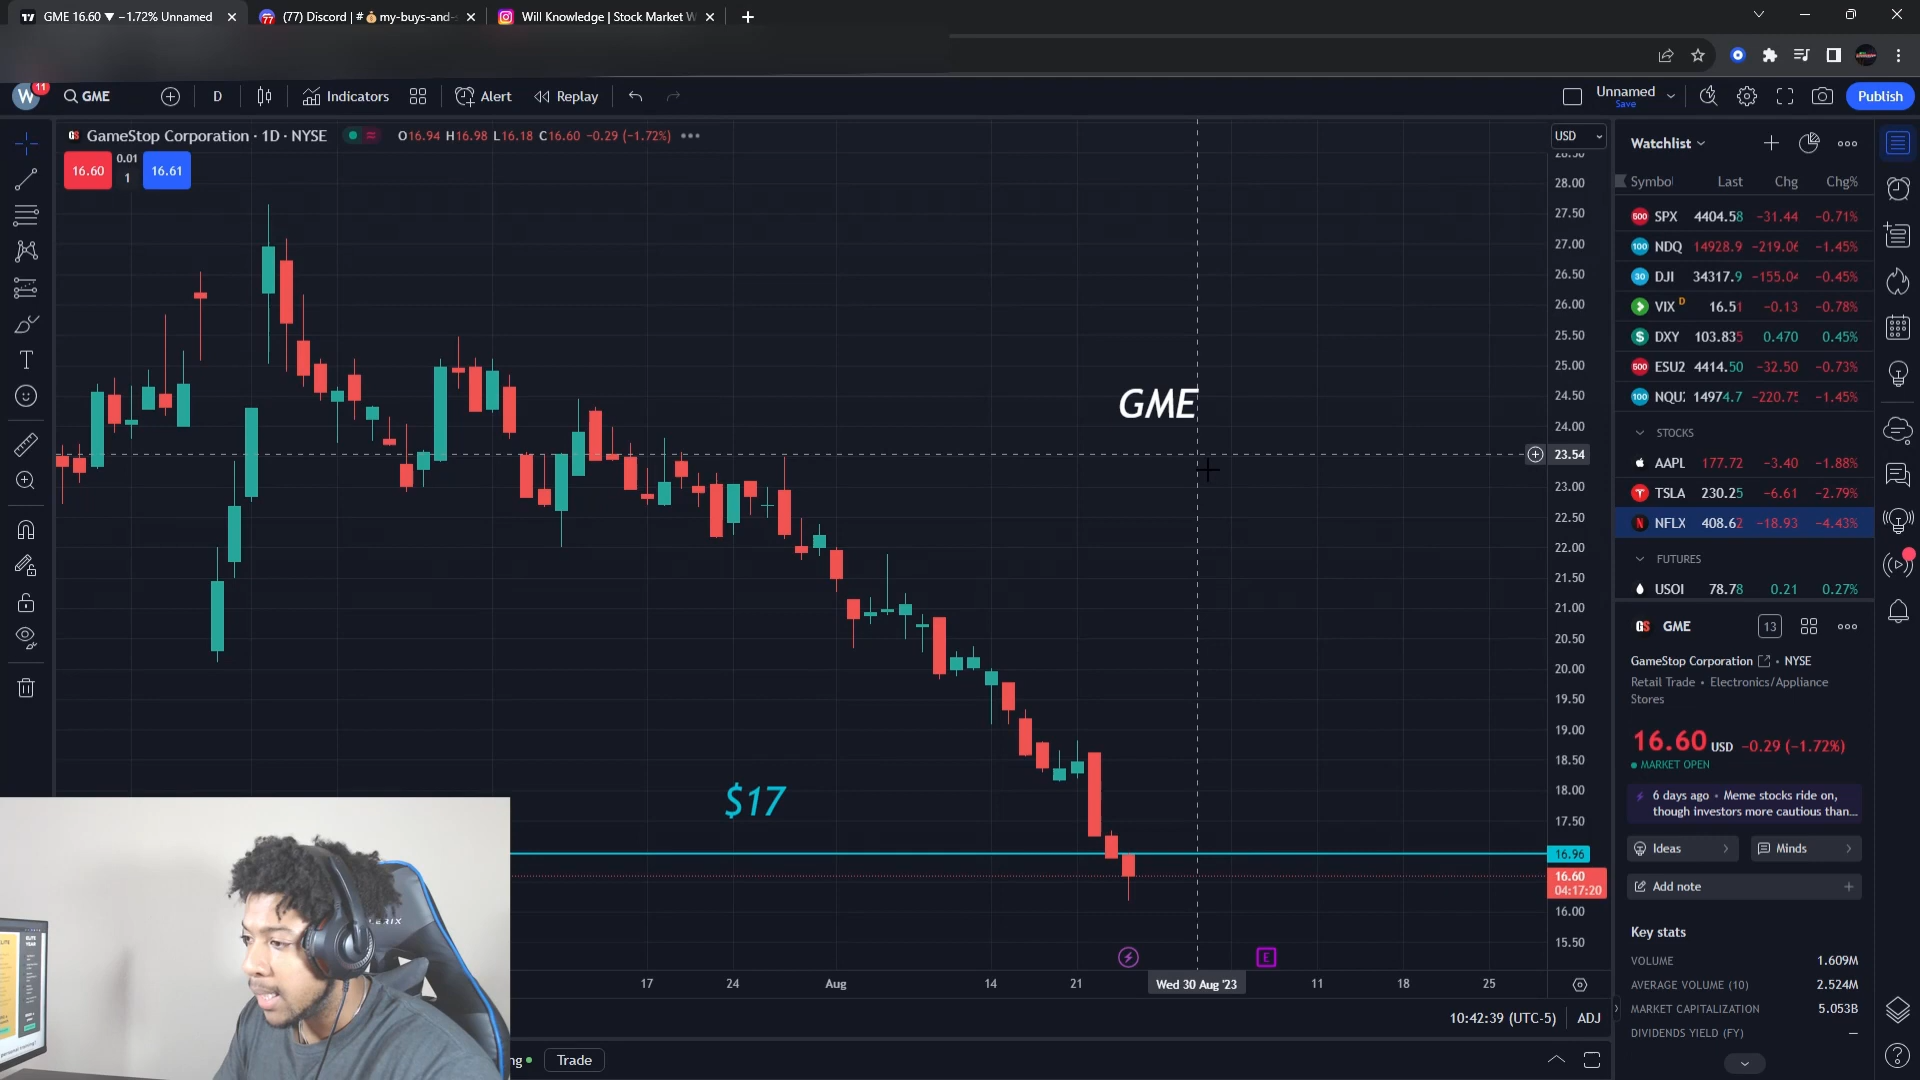 GME 16.60 ▼ −1.72% Unnamed
(77) Discord | # 💰 my-buys-and-
Will Knowledge | Stock Market W
W 11
GME
D
Indicators
Alert
Replay
Unnamed
Save
Publish
GameStop Corporation · 1D · NYSE
O16.94 H16.98 L16.18 C16.60 −0.29 (−1.72%)
USD
16.60
0.01
1
16.61
28.00
27.50
27.00
26.50
26.00
25.50
25.00
24.50
24.00
23.54
23.00
22.50
22.00
21.50
21.00
20.50
20.00
19.50
19.00
18.50
18.00
17.50
16.96
16.60
04:17:20
16.00
15.50
GME
$17
17
24
Aug
14
21
Wed 30 Aug '23
11
18
25
E
10:42:39 (UTC-5)
ADJ
Trade
Watchlist
Symbol Last Chg Chg%
500 SPX 4404.58 −31.44 −0.71%
100 NDQ 14928.9 −219.06 −1.45%
30 DJI 34317.9 −155.04 −0.45%
VIX D 16.51 −0.13 −0.78%
$ DXY 103.835 0.470 0.45%
500 ESU2 4414.50 −32.50 −0.73%
100 NQU 14974.7 −220.75 −1.45%
STOCKS
AAPL 177.72 −3.40 −1.88%
TSLA 230.25 −6.61 −2.79%
N NFLX 408.62 −18.93 −4.43%
FUTURES
USOI 78.78 0.21 0.27%
GS GME
13
GameStop Corporation • NYSE
Retail Trade • Electronics/Appliance
Stores
16.60 USD −0.29 (−1.72%)
MARKET OPEN
6 days ago • Meme stocks ride on,
though investors more cautious than...
Ideas
Minds
Add note
Key stats
VOLUME 1.609M
AVERAGE VOLUME (10) 2.524M
MARKET CAPITALIZATION 5.053B
DIVIDENDS YIELD (FY) —